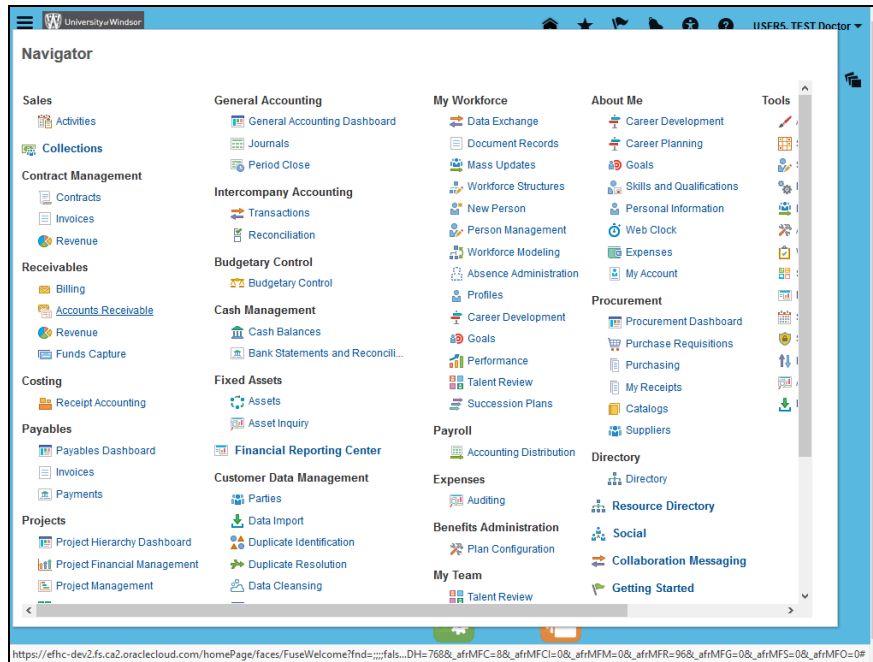 University of Windsor
USER5, TEST Doctor
Navigator
Sales
Activities
Collections
Contract Management
Contracts
Invoices
Revenue
Receivables
Billing
Accounts Receivable
Revenue
Funds Capture
Costing
Receipt Accounting
Payables
Payables Dashboard
Invoices
Payments
Projects
Project Hierarchy Dashboard
Project Financial Management
Project Management
General Accounting
General Accounting Dashboard
Journals
Period Close
Intercompany Accounting
Transactions
Reconciliation
Budgetary Control
Budgetary Control
Cash Management
Cash Balances
Bank Statements and Reconcili...
Fixed Assets
Assets
Asset Inquiry
Financial Reporting Center
Customer Data Management
Parties
Data Import
Duplicate Identification
Duplicate Resolution
Data Cleansing
My Workforce
Data Exchange
Document Records
Mass Updates
Workforce Structures
New Person
Person Management
Workforce Modeling
Absence Administration
Profiles
Career Development
Goals
Performance
Talent Review
Succession Plans
Payroll
Accounting Distribution
Expenses
Auditing
Benefits Administration
Plan Configuration
My Team
Talent Review
About Me
Career Development
Career Planning
Goals
Skills and Qualifications
Personal Information
Web Clock
Expenses
My Account
Procurement
Procurement Dashboard
Purchase Requisitions
Purchasing
My Receipts
Catalogs
Suppliers
Directory
Directory
Resource Directory
Social
Collaboration Messaging
Getting Started
Tools
https://efhc-dev2.fs.ca2.oraclecloud.com/homePage/faces/FuseWelcome?fnd=;;;;fals...DH=768&_afrMFC=8&_afrMFCI=0&_afrMFM=0&_afrMFR=96&_afrMFG=0&_afrMFS=0&_afrMFO=0#